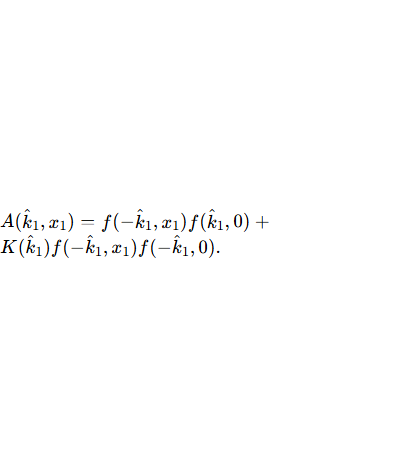 A(k̂₁, x₁) = f(−k̂₁, x₁)f(k̂₁, 0) +
K(k̂₁)f(−k̂₁, x₁)f(−k̂₁, 0).